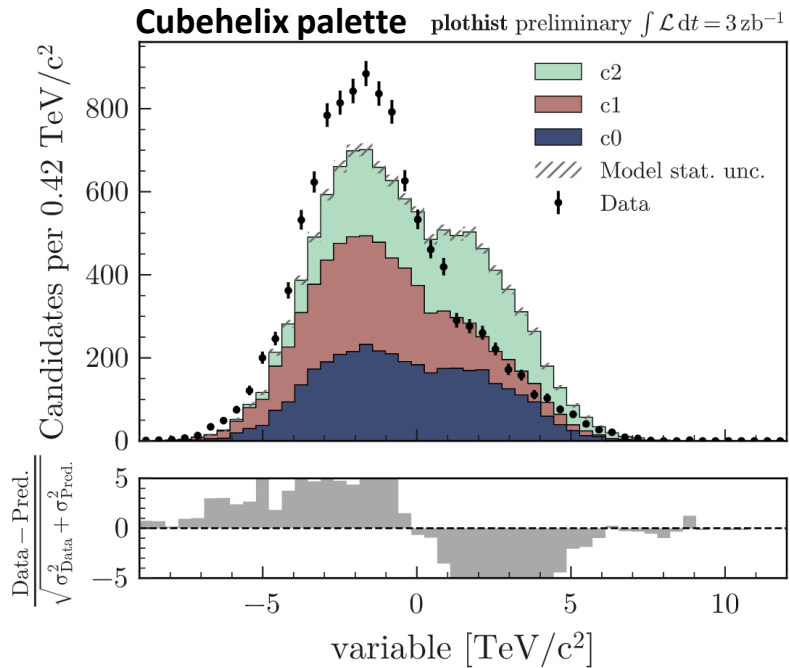 Cubehelix palette plothist preliminary ∫ ℒ dt = 3 zb⁻¹
Candidates per 0.42 TeV/c²
800
600
400
200
0
c2
c1
c0
Model stat. unc.
Data
Data − Pred.
√σ²Data + σ²Pred.
5
0
−5
−5 0 5 10
variable [TeV/c²]